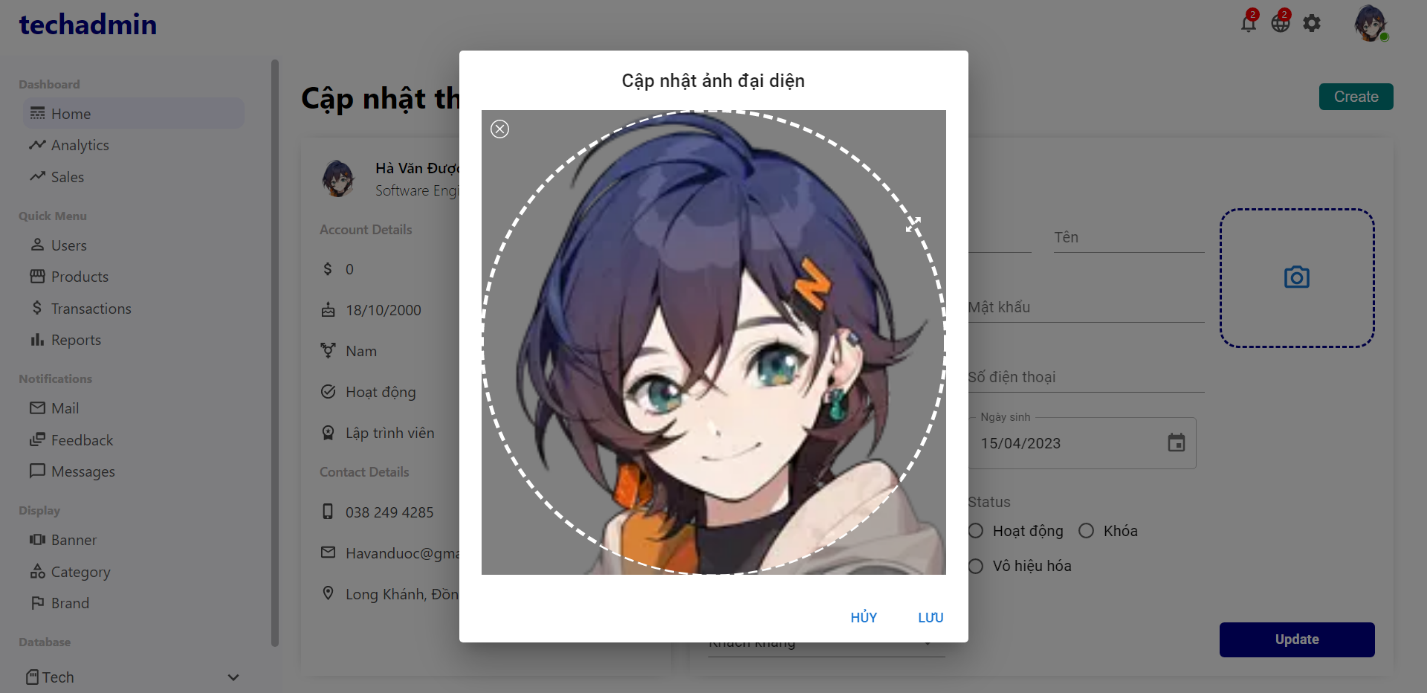 techadmin
2
2
Dashboard
Home
Analytics
Sales
Quick Menu
Users
Products
Transactions
Reports
Notifications
Mail
Feedback
Messages
Display
Banner
Category
Brand
Database
Tech
Cập nhật th
Create
Hà Văn Đượ
Software Engi
Account Details
$ 0
18/10/2000
Nam
Hoạt động
Lập trình viên
Contact Details
038 249 4285
Havanduoc@gma
Long Khánh, Đồn
Cập nhật ảnh đại diện
N
HỦY
LƯU
Tên
Mật khẩu
Số điện thoại
Ngày sinh
15/04/2023
Status
Hoạt động
Khóa
Vô hiệu hóa
Update